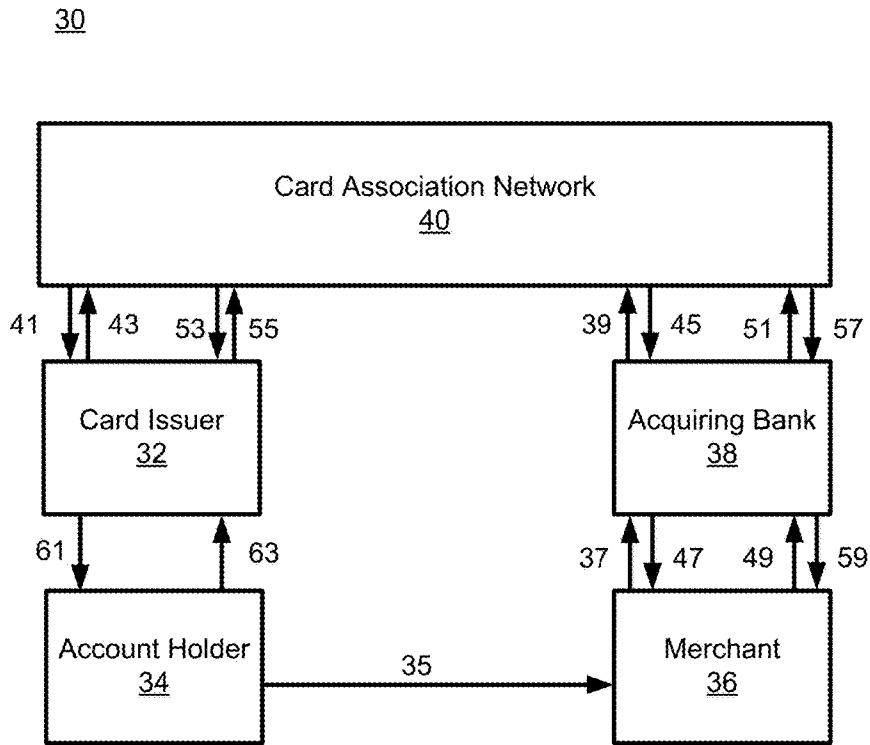 30
Card Association Network
40
41 43 53 55 39 45 51 57
Card Issuer
32
Acquiring Bank
38
61 63 37 47 49 59
Account Holder
34
35
Merchant
36